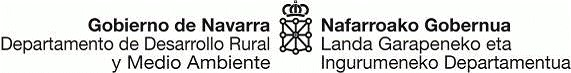 Gobierno de Navarra
Departamento de Desarrollo Rural
y Medio Ambiente
Nafarroako Gobernua
Landa Garapeneko eta
Ingurumeneko Departamentua